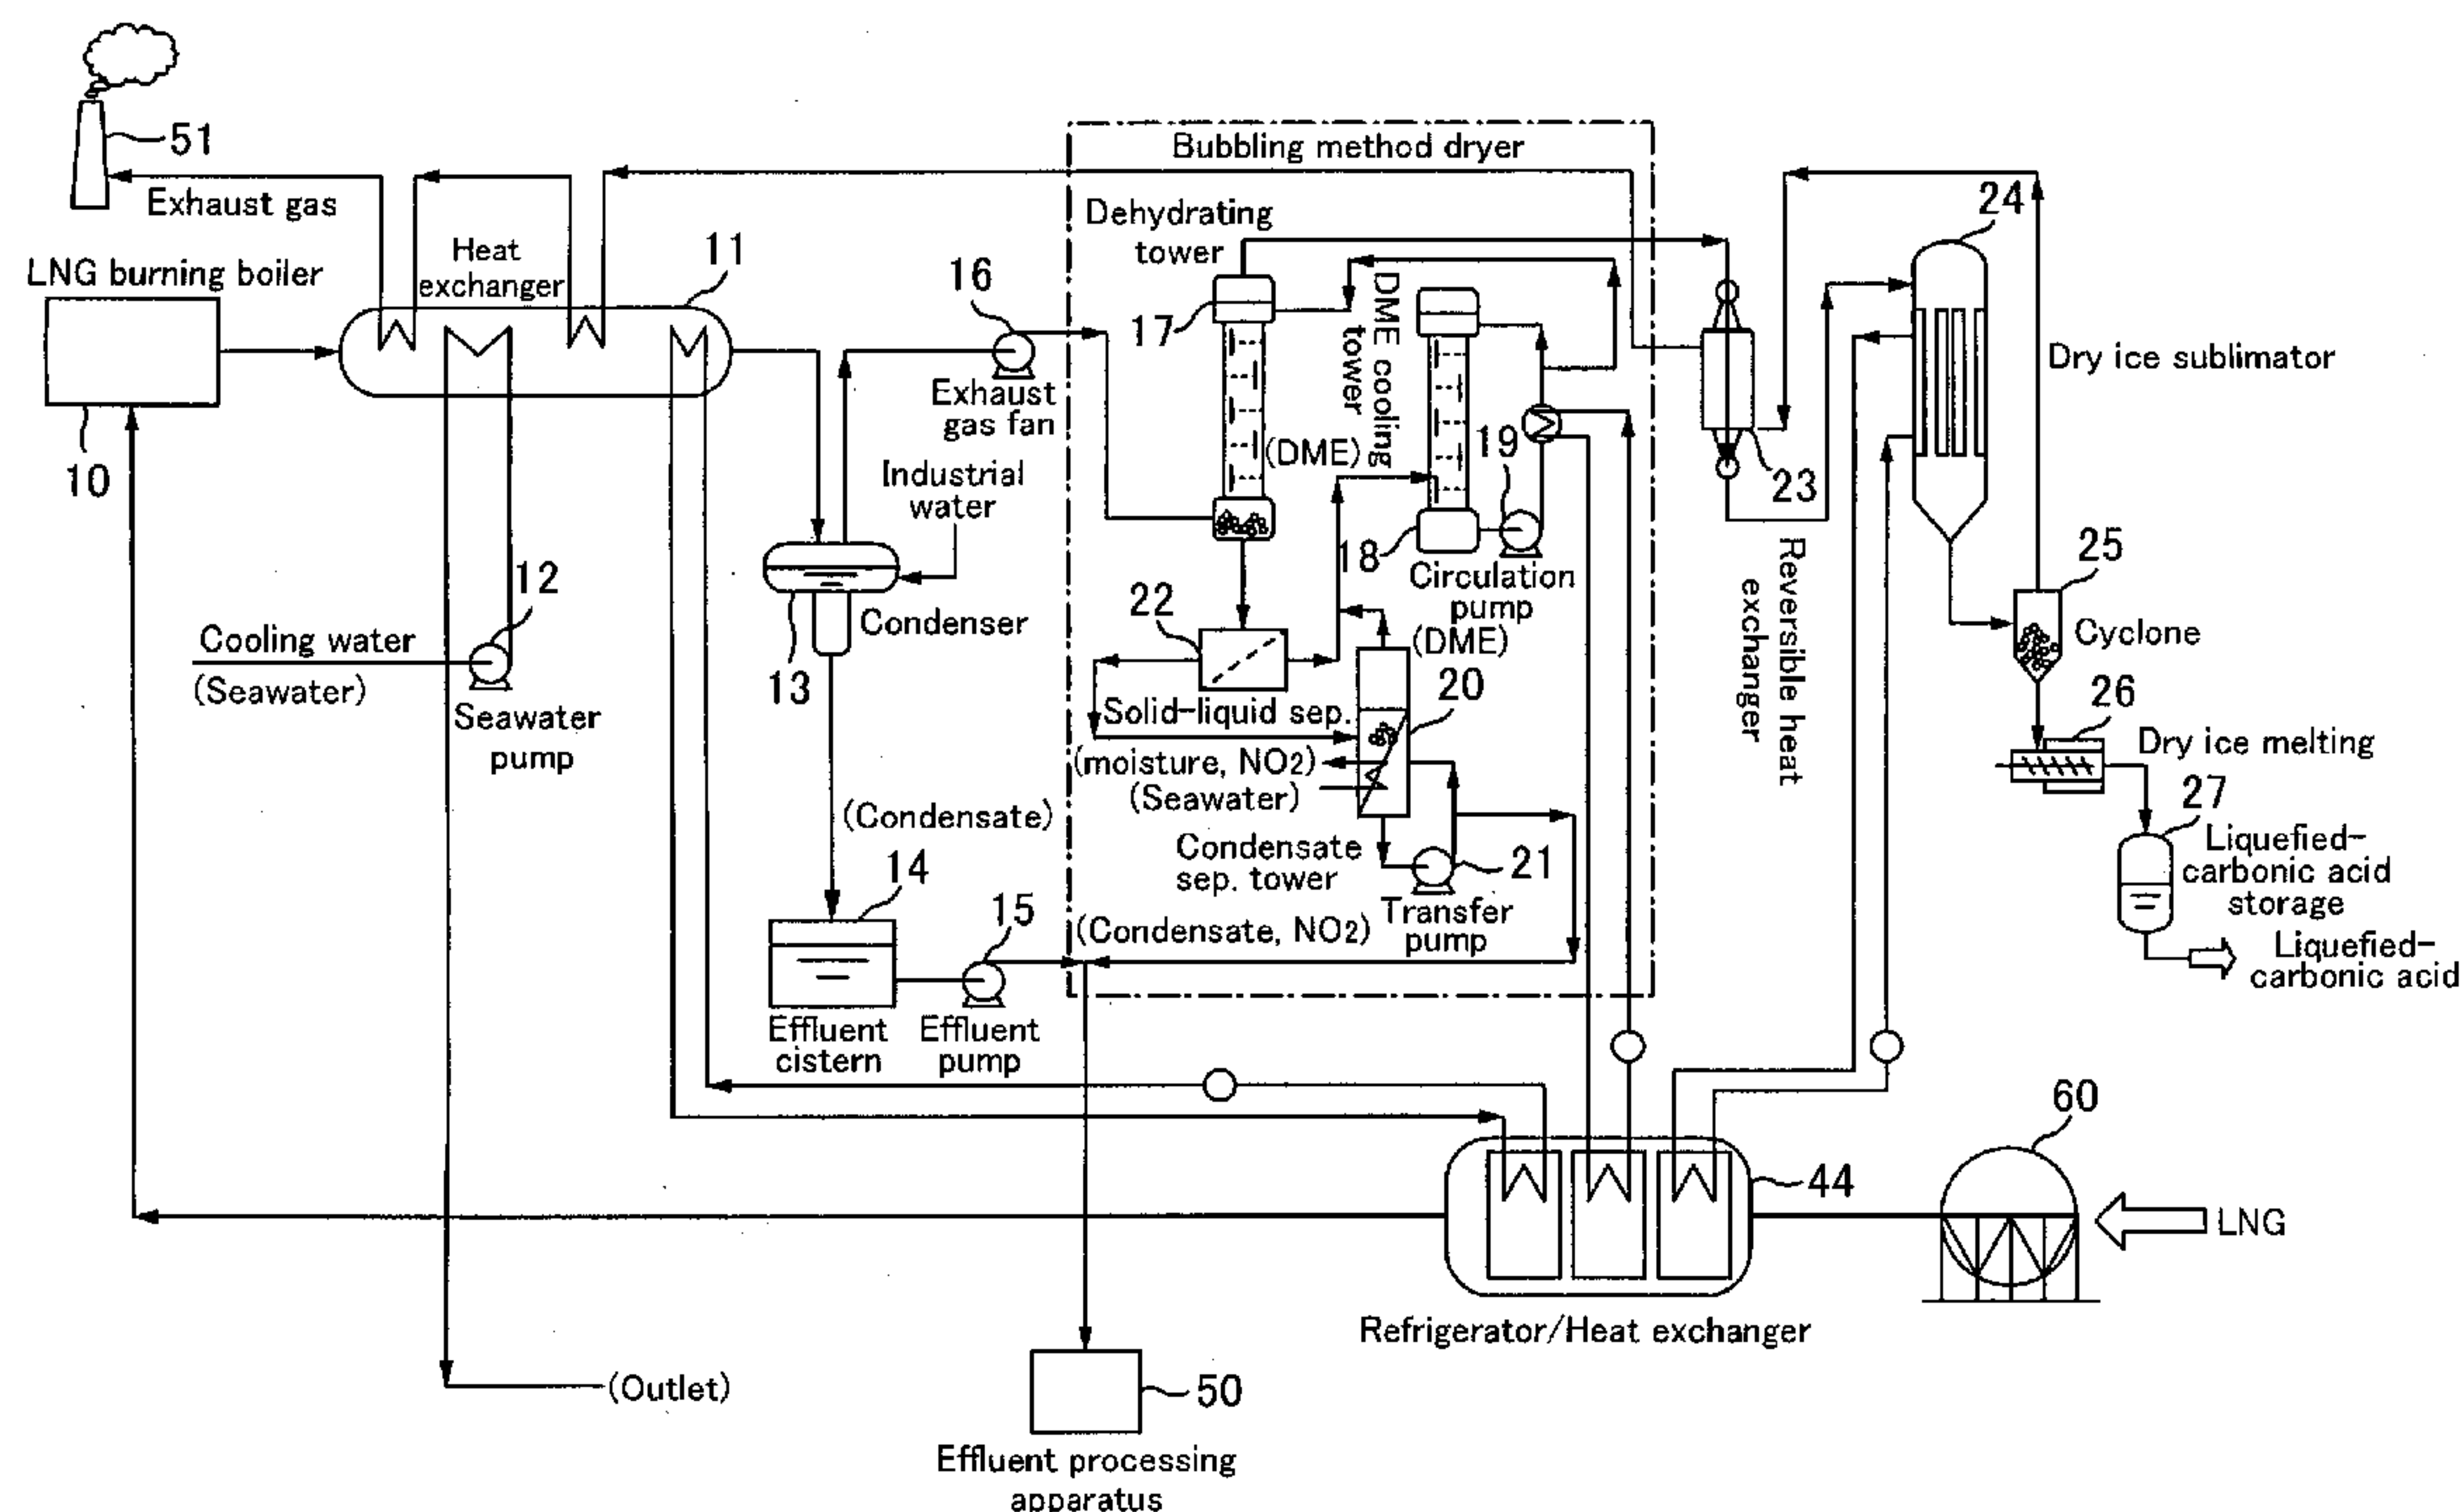 51
Exhaust gas
LNG burning boiler
10
Heat
exchanger
11
12
Cooling water
(Seawater)
Seawater
pump
(Outlet)
Industrial
water
13
Condenser
(Condensate)
14
Effluent
cistern
15
Effluent
pump
16
Exhaust
gas fan
Bubbling method dryer
Dehydrating
tower
17
DME cooling
tower
(DME)
18
19
Circulation
pump
(DME)
22
Solid-liquid sep.
(moisture, NO2)
(Seawater)
20
Condensate
sep. tower
21
Transfer
pump
(Condensate, NO2)
23
Reversible heat
exchanger
24
Dry ice sublimator
25
Cyclone
26
Dry ice melting
27
Liquefied-
carbonic acid
storage
Liquefied-
carbonic acid
60
LNG
44
Refrigerator/Heat exchanger
50
Effluent processing
apparatus